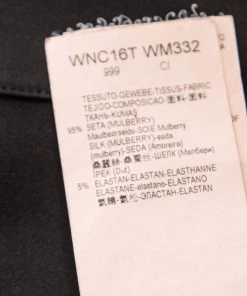 WNC16T WM332
999 CI
TESSUTO-GEWEBE-TISSUS-FABRIC
TEJIDO-COMPOSICAO-面料-面料
ТКАНЬ-KUMAŞ
95% SETA (MULBERRY)
Maulbeerseide-SOIE Mulberry
SILK (MULBERRY)-seda
(mulberry)-SEDA (Amoreira)
桑蠶絲-桑蚕丝-ШЕЛК (Малбери)
İPEK (Dut)
5% ELASTAN-ELASTAN-ELASTHANNE
ELASTANE-elastano-ELASTANO
氨綸-氨纶-ЭЛАСТАН-ELASTAN